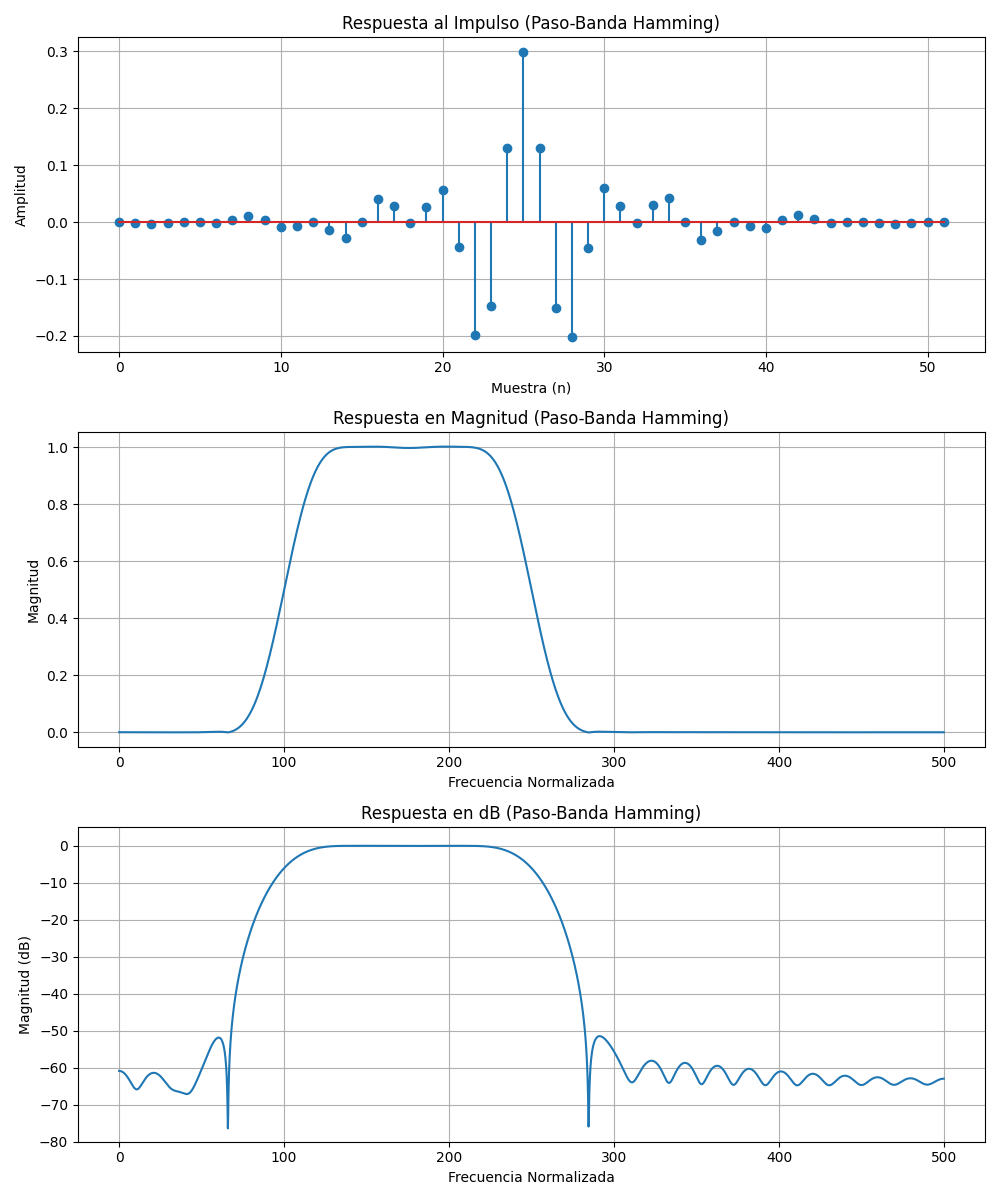 Respuesta al Impulso (Paso-Banda Hamming)
0.3
0.2
0.1
0.0
−0.1
−0.2
Amplitud
0 10 20 30 40 50
Muestra (n)
Respuesta en Magnitud (Paso-Banda Hamming)
1.0
0.8
0.6
0.4
0.2
0.0
Magnitud
0 100 200 300 400 500
Frecuencia Normalizada
Respuesta en dB (Paso-Banda Hamming)
0
−10
−20
−30
−40
−50
−60
−70
−80
Magnitud (dB)
0 100 200 300 400 500
Frecuencia Normalizada